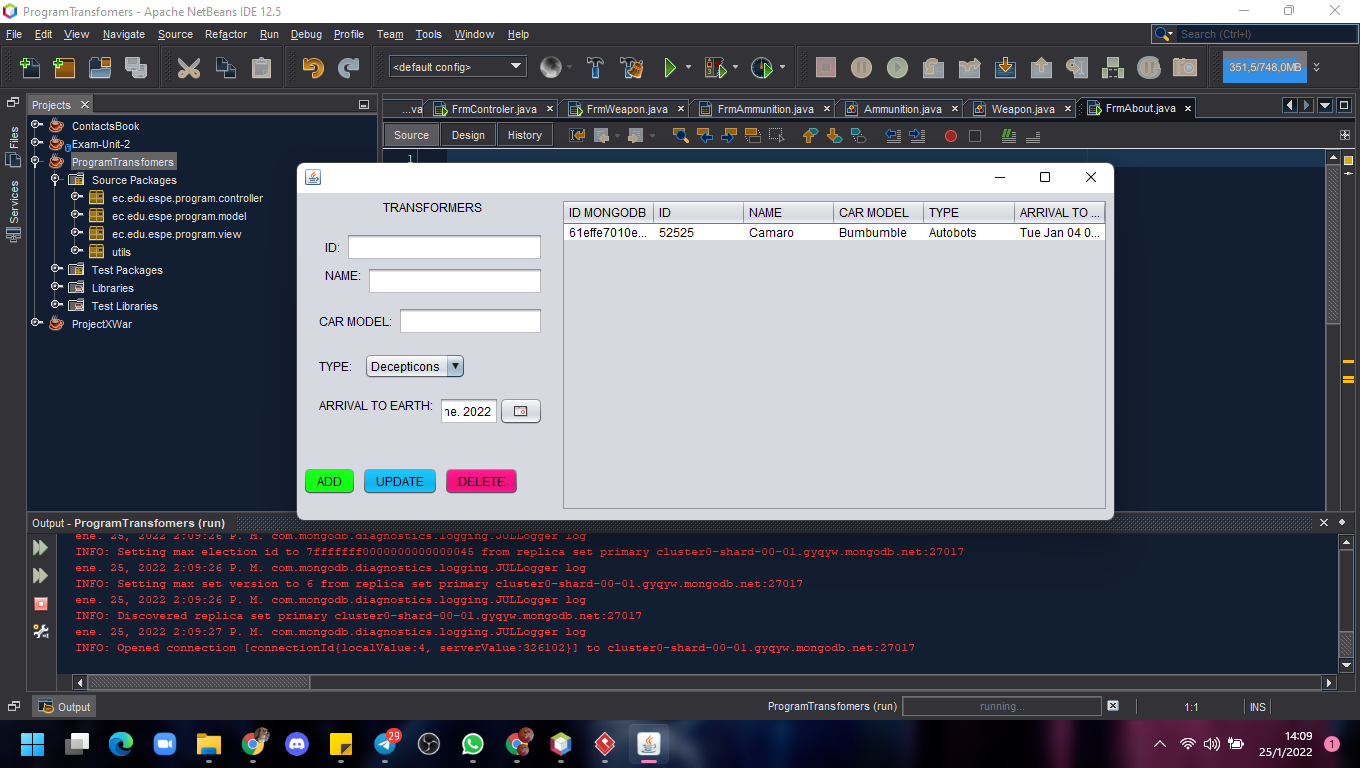 ProgramTransfomers - Apache NetBeans IDE 12.5
File Edit View Navigate Source Refactor Run Debug Profile Team Tools Window Help
Search (Ctrl+I)
<default config>
351,5/748,0MB
Projects
...va FrmControler.java FrmWeapon.java FrmAmmunition.java Ammunition.java Weapon.java FrmAbout.java
Files
Services
Source Design History
1
ContactsBook
Exam-Unit-2
ProgramTransfomers
Source Packages
ec.edu.espe.program.controller
ec.edu.espe.program.model
ec.edu.espe.program.view
utils
Test Packages
Libraries
Test Libraries
ProjectXWar
TRANSFORMERS
ID:
NAME:
CAR MODEL:
TYPE: Decepticons
ARRIVAL TO EARTH: ne. 2022
ADD UPDATE DELETE
ID MONGODB ID NAME CAR MODEL TYPE ARRIVAL TO ...
61effe7010e... 52525 Camaro Bumbumble Autobots Tue Jan 04 0...
Output - ProgramTransfomers (run)
ene. 25, 2022 2:09:26 P. M. com.mongodb.diagnostics.logging.JULLogger log
INFO: Setting max election id to 7fffffff0000000000000045 from replica set primary cluster0-shard-00-01.gyqyw.mongodb.net:27017
ene. 25, 2022 2:09:26 P. M. com.mongodb.diagnostics.logging.JULLogger log
INFO: Setting max set version to 6 from replica set primary cluster0-shard-00-01.gyqyw.mongodb.net:27017
ene. 25, 2022 2:09:26 P. M. com.mongodb.diagnostics.logging.JULLogger log
INFO: Discovered replica set primary cluster0-shard-00-01.gyqyw.mongodb.net:27017
ene. 25, 2022 2:09:27 P. M. com.mongodb.diagnostics.logging.JULLogger log
INFO: Opened connection [connectionId{localValue:4, serverValue:326102}] to cluster0-shard-00-01.gyqyw.mongodb.net:27017
Output
ProgramTransfomers (run) running... 1:1 INS
29
14:09
25/1/2022
1